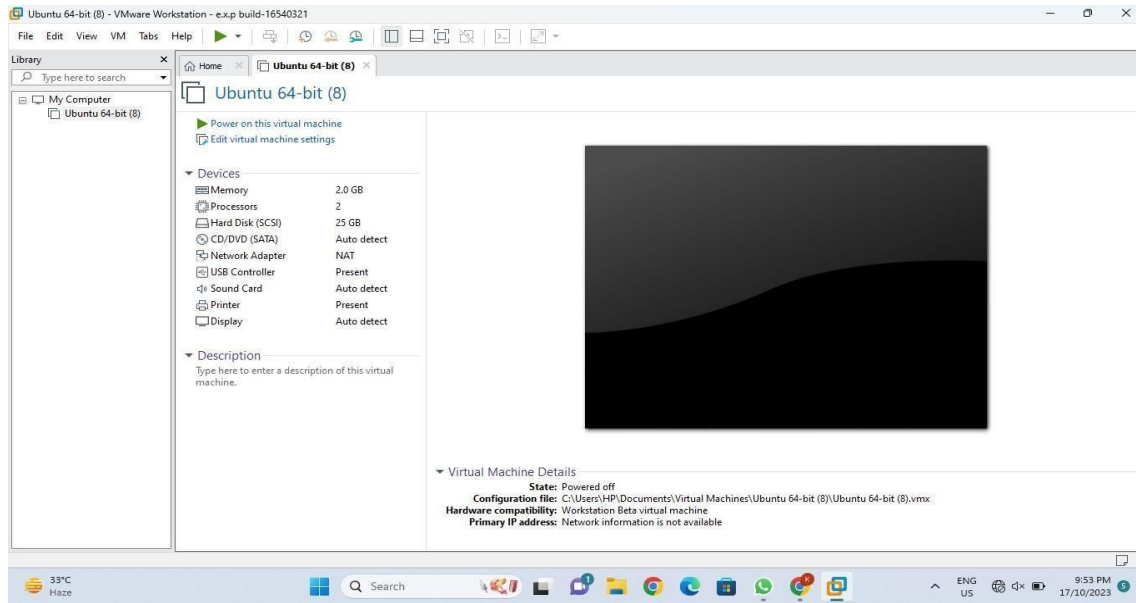 Ubuntu 64-bit (8) - VMware Workstation - e.x.p build-16540321
File Edit View VM Tabs Help
Library
Type here to search
My Computer
Ubuntu 64-bit (8)
Home
Ubuntu 64-bit (8)
Ubuntu 64-bit (8)
Power on this virtual machine
Edit virtual machine settings
Devices
Memory 2.0 GB
Processors 2
Hard Disk (SCSI) 25 GB
CD/DVD (SATA) Auto detect
Network Adapter NAT
USB Controller Present
Sound Card Auto detect
Printer Present
Display Auto detect
Description
Type here to enter a description of this virtual
machine.
Virtual Machine Details
State: Powered off
Configuration file: C:\Users\HP\Documents\Virtual Machines\Ubuntu 64-bit (8)\Ubuntu 64-bit (8).vmx
Hardware compatibility: Workstation Beta virtual machine
Primary IP address: Network information is not available
33°C
Haze
Search
1
K
ENG
US
9:53 PM
17/10/2023
5